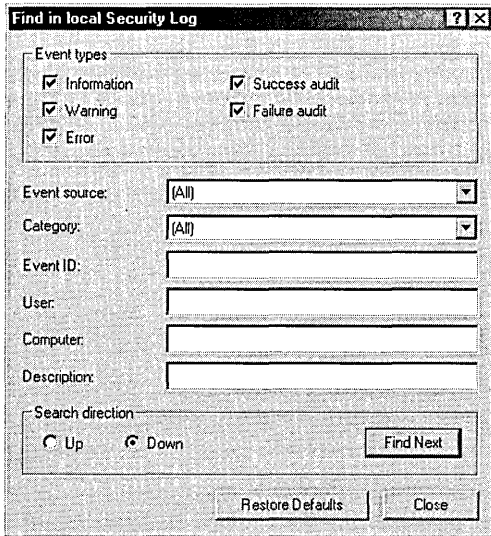 Find in local Security Log
Event types
Information
Success audit
Warning
Failure audit
Error
Event source: (All)
Category: (All)
Event ID:
User:
Computer:
Description:
Search direction
Up Down Find Next
Restore Defaults Close